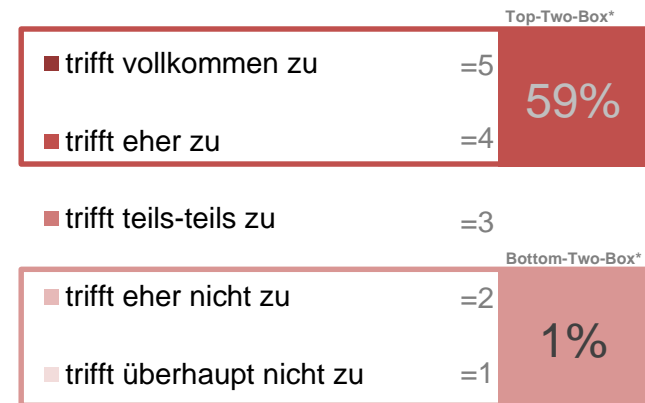 Top-Two-Box*
trifft vollkommen zu =5
59%
trifft eher zu =4
trifft teils-teils zu =3
Bottom-Two-Box*
trifft eher nicht zu =2
1%
trifft überhaupt nicht zu =1